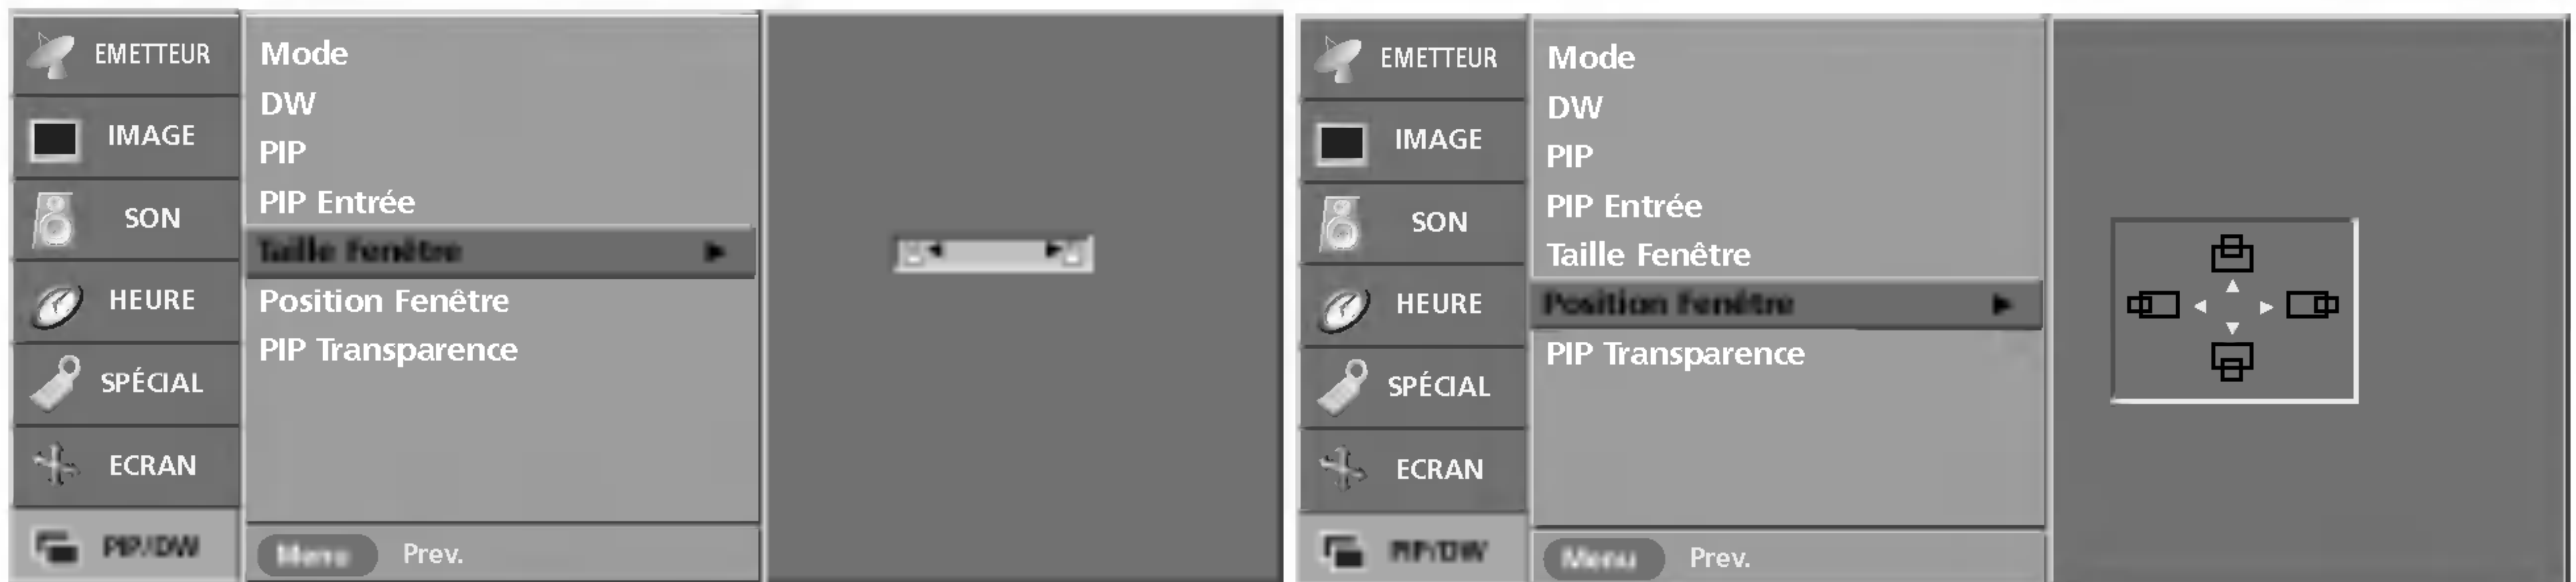 EMETTEUR
IMAGE
SON
HEURE
SPÉCIAL
ECRAN
PIP/DW
Mode
DW
PIP
PIP Entrée
Taille Fenêtre
Position Fenêtre
PIP Transparence
Menu Prev.
EMETTEUR
IMAGE
SON
HEURE
SPÉCIAL
ECRAN
PIP/DW
Mode
DW
PIP
PIP Entrée
Taille Fenêtre
Position Fenêtre
PIP Transparence
Menu Prev.